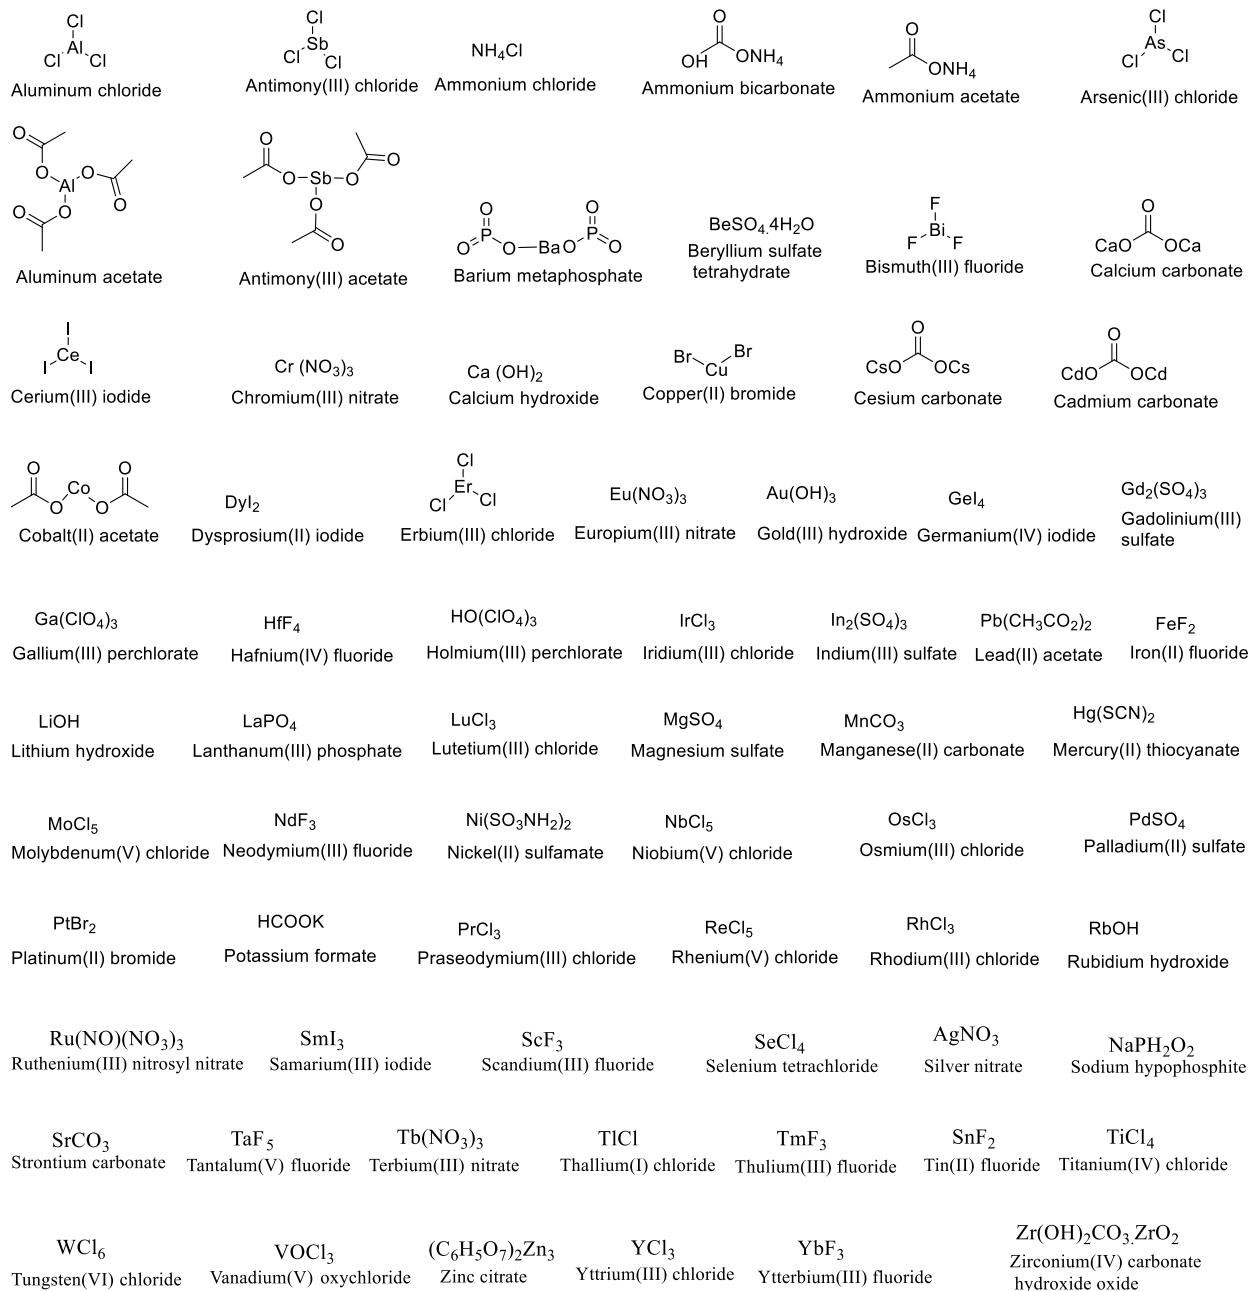 Cl
Al
Cl Cl
Aluminum chloride
Cl
Sb
Cl Cl
Antimony(III) chloride
NH₄Cl
Ammonium chloride
O
OH ONH₄
Ammonium bicarbonate
O
ONH₄
Ammonium acetate
Cl
As
Cl Cl
Arsenic(III) chloride
O
O Al O
O O O
Aluminum acetate
O O
O Sb O
O
O
Antimony(III) acetate
O O
P P
O O Ba O O
Barium metaphosphate
BeSO₄.4H₂O
Beryllium sulfate
tetrahydrate
F
Bi
F F
Bismuth(III) fluoride
O
CaO OCa
Calcium carbonate
I
Ce
I I
Cerium(III) iodide
Cr (NO₃)₃
Chromium(III) nitrate
Ca (OH)₂
Calcium hydroxide
Br Br
Cu
Copper(II) bromide
O
CsO OCs
Cesium carbonate
O
CdO OCd
Cadmium carbonate
O O
Co
O O
Cobalt(II) acetate
DyI₂
Dysprosium(II) iodide
Cl
Er
Cl Cl
Erbium(III) chloride
Eu(NO₃)₃
Europium(III) nitrate
Au(OH)₃
Gold(III) hydroxide
GeI₄
Germanium(IV) iodide
Gd₂(SO₄)₃
Gadolinium(III)
sulfate
Ga(ClO₄)₃
Gallium(III) perchlorate
HfF₄
Hafnium(IV) fluoride
HO(ClO₄)₃
Holmium(III) perchlorate
IrCl₃
Iridium(III) chloride
In₂(SO₄)₃
Indium(III) sulfate
Pb(CH₃CO₂)₂
Lead(II) acetate
FeF₂
Iron(II) fluoride
LiOH
Lithium hydroxide
LaPO₄
Lanthanum(III) phosphate
LuCl₃
Lutetium(III) chloride
MgSO₄
Magnesium sulfate
MnCO₃
Manganese(II) carbonate
Hg(SCN)₂
Mercury(II) thiocyanate
MoCl₅
Molybdenum(V) chloride
NdF₃
Neodymium(III) fluoride
Ni(SO₃NH₂)₂
Nickel(II) sulfamate
NbCl₅
Niobium(V) chloride
OsCl₃
Osmium(III) chloride
PdSO₄
Palladium(II) sulfate
PtBr₂
Platinum(II) bromide
HCOOK
Potassium formate
PrCl₃
Praseodymium(III) chloride
ReCl₅
Rhenium(V) chloride
RhCl₃
Rhodium(III) chloride
RbOH
Rubidium hydroxide
Ru(NO)(NO₃)₃
Ruthenium(III) nitrosyl nitrate
SmI₃
Samarium(III) iodide
ScF₃
Scandium(III) fluoride
SeCl₄
Selenium tetrachloride
AgNO₃
Silver nitrate
NaPH₂O₂
Sodium hypophosphite
SrCO₃
Strontium carbonate
TaF₅
Tantalum(V) fluoride
Tb(NO₃)₃
Terbium(III) nitrate
TlCl
Thallium(I) chloride
TmF₃
Thulium(III) fluoride
SnF₂
Tin(II) fluoride
TiCl₄
Titanium(IV) chloride
WCl₆
Tungsten(VI) chloride
VOCl₃
Vanadium(V) oxychloride
(C₆H₅O₇)₂Zn₃
Zinc citrate
YCl₃
Yttrium(III) chloride
YbF₃
Ytterbium(III) fluoride
Zr(OH)₂CO₃.ZrO₂
Zirconium(IV) carbonate
hydroxide oxide